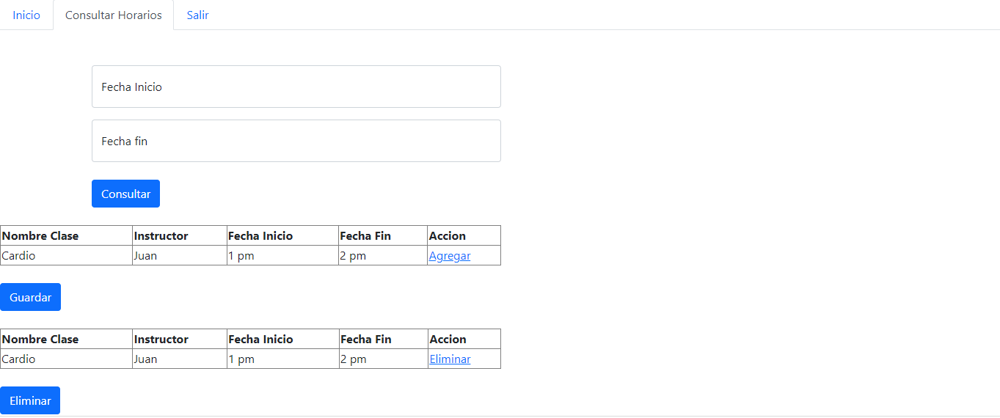 Inicio Consultar Horarios Salir
Fecha Inicio
Fecha fin
Consultar
Nombre Clase Instructor Fecha Inicio Fecha Fin Accion
Cardio Juan 1 pm 2 pm Agregar
Guardar
Nombre Clase Instructor Fecha Inicio Fecha Fin Accion
Cardio Juan 1 pm 2 pm Eliminar
Eliminar